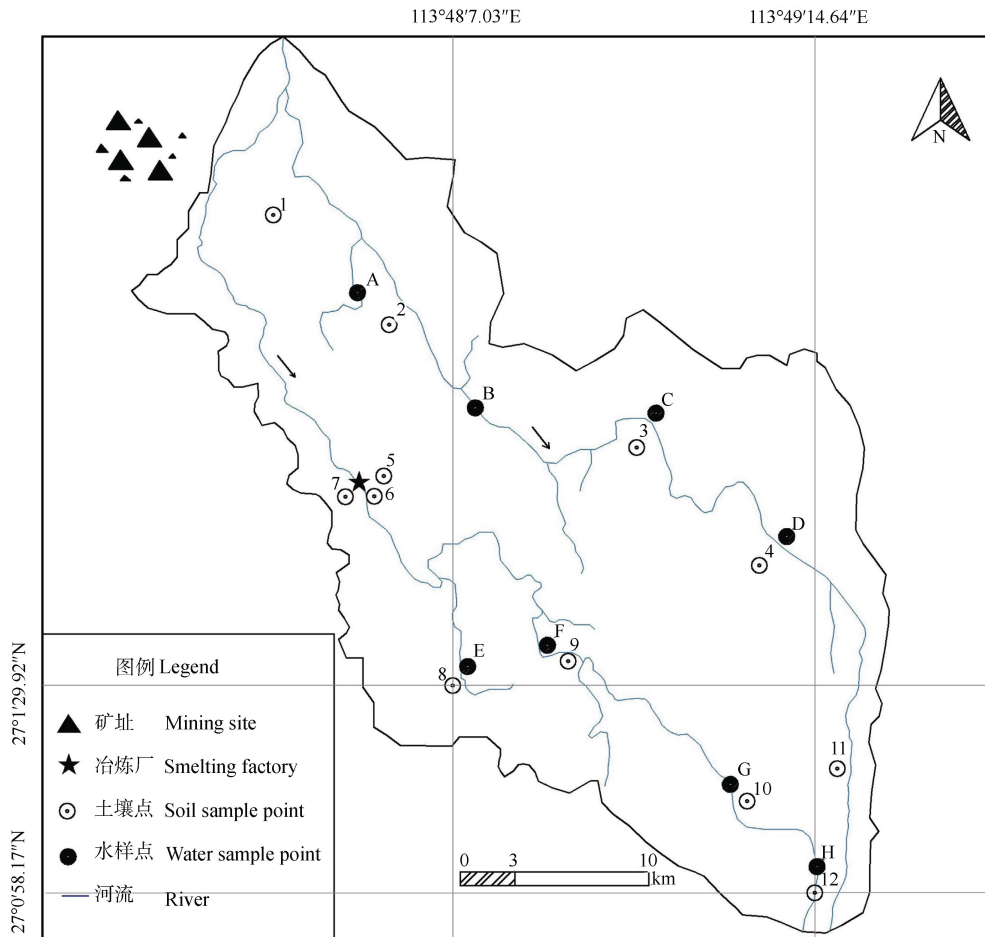 113°48'7.03"E
113°49'14.64"E
N
1
A
2
B
C
3
5
7
6
D
4
F
E
9
8
27°1'29.92"N
11
G
10
H
12
27°0'58.17"N
0 3 10
km
图例 Legend
矿址 Mining site
冶炼厂 Smelting factory
土壤点 Soil sample point
水样点 Water sample point
河流 River